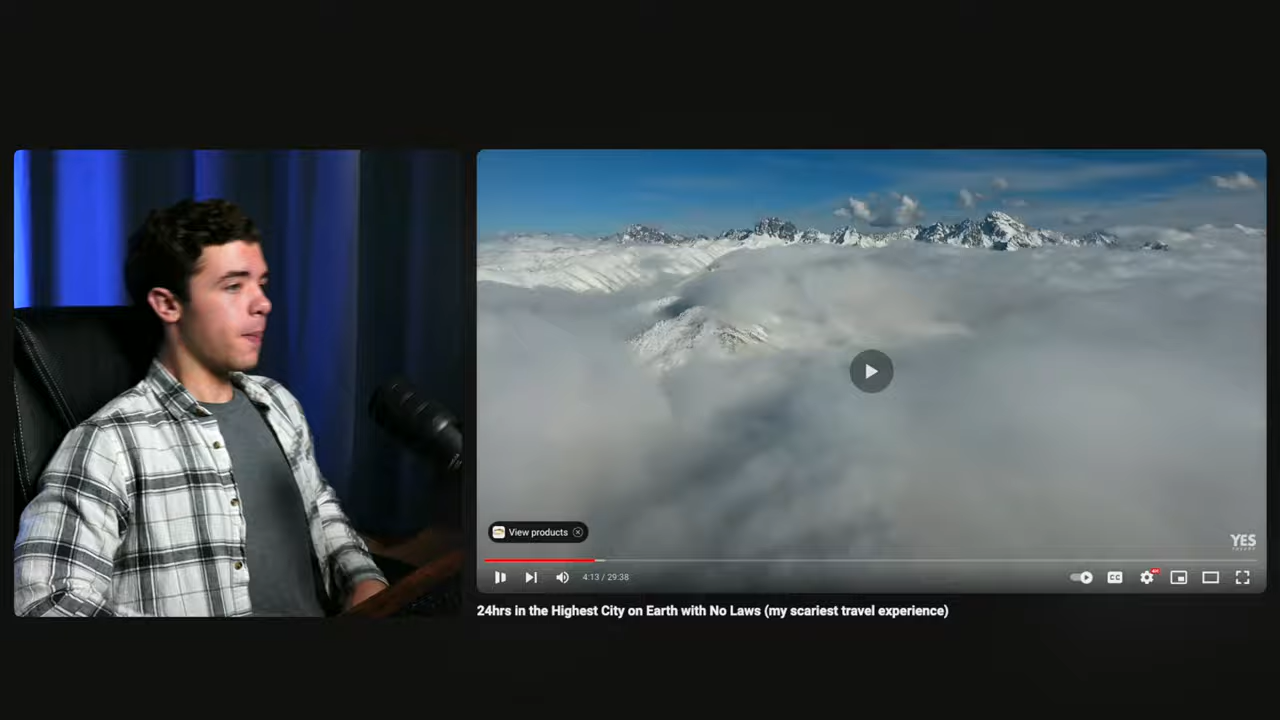 View products
YES
4:13 / 29:38
CC
24hrs in the Highest City on Earth with No Laws (my scariest travel experience)